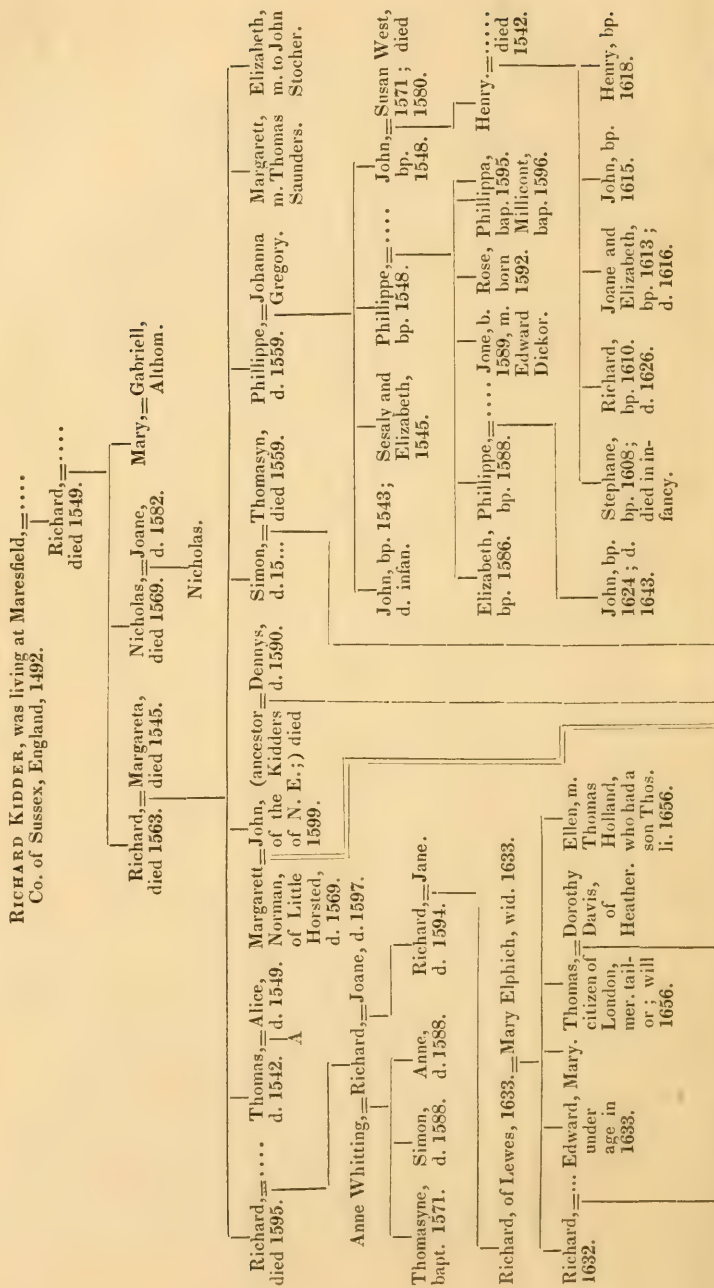 RICHARD KIDDER, was living at Maresfield,=....
Co. of Sussex, England, 1492.
Richard,=....
died 1549.
Richard,=Margareta,
died 1563. died 1545.
Nicholas,=Joane,
died 1569. d. 1582.
Nicholas.
Mary,=Gabriell,
Althom.
Richard,=....
died 1595.
Thomas,=Alice,
d. 1542. d. 1549.
A
Margarett=John, (ancestor=Dennys,
Norman, of the d. 1590.
of Little Kidders
Horsted, of N. E.;) died
d. 1569. 1599.
Simon,=Thomasyn,
d. 15... died 1559.
Phillippe,=Johanna
d. 1559. Gregory.
Margarett,
m. Thomas
Saunders.
Elizabeth,
m. to John
Stocher.
Anne Whitting,=Richard,=Joane, d. 1597.
John, bp. 1543;
d. infan.
Sesaly and
Elizabeth,
1545.
Phillippe,=....
bp. 1548.
John,=Susan West,
bp. 1571; died
1548. 1580.
Thomasyne,
bapt. 1571.
Simon,
d. 1588.
Anne,
d. 1588.
Richard,=Jane.
d. 1594.
Elizabeth,
bp. 1586.
Phillippe,=....
bp. 1588.
Jone, b.
1589, m.
Edward
Dickor.
Rose,
born
1592.
Phillippa,
bap. 1595.
Millicont,
bap. 1596.
Henry.=.....
died
1542.
Richard, of Lewes, 1633.=Mary Elphich, wid. 1633.
John, bp.
1624; d.
1643.
Stephane,
bp. 1608;
died in in-
fancy.
Richard,
bp. 1610.
d. 1626.
Joane and
Elizabeth,
bp. 1613;
d. 1616.
John, bp.
1615.
Henry, bp.
1618.
Richard,=...
1632.
Edward,
under
age in
1633.
Mary.
Thomas,=Dorothy
citizen of Davis,
London, of
mer. tail- Heather.
or; will
1656.
Ellen, m.
Thomas
Holland,
who had a
son Thos.
li. 1656.